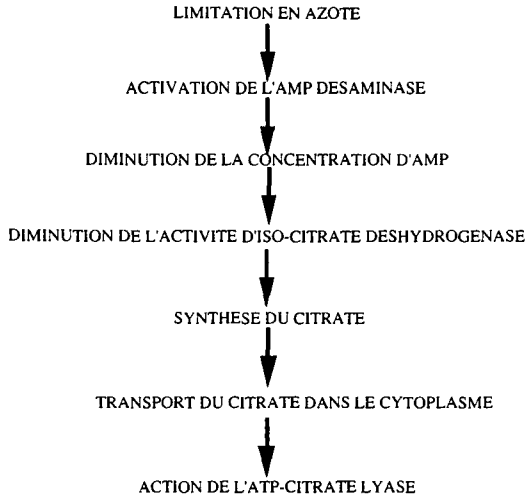 LIMITATION EN AZOTE
ACTIVATION DE L'AMP DESAMINASE
DIMINUTION DE LA CONCENTRATION D'AMP
DIMINUTION DE L'ACTIVITE D'ISO-CITRATE DESHYDROGENASE
SYNTHESE DU CITRATE
TRANSPORT DU CITRATE DANS LE CYTOPLASME
ACTION DE L'ATP-CITRATE LYASE